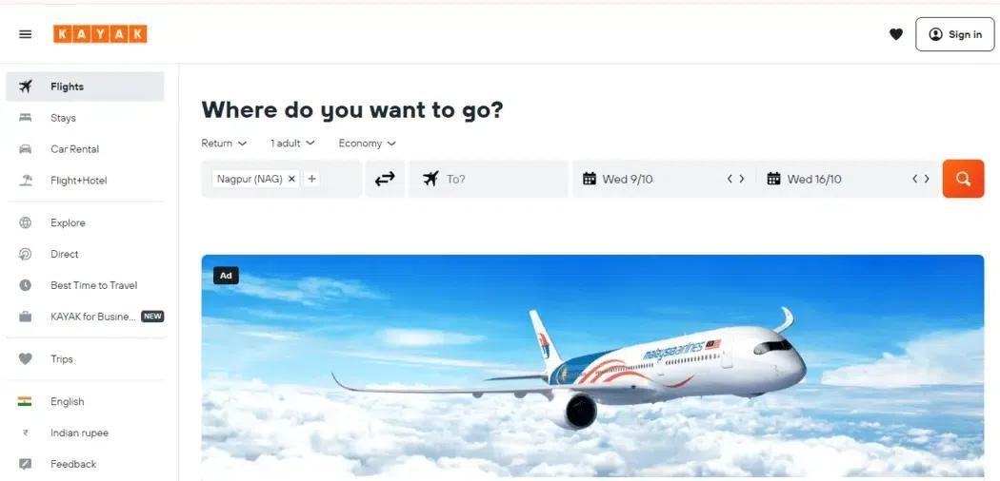 KAYAK
Sign in
Flights
Stays
Car Rental
Flight+Hotel
Explore
Direct
Best Time to Travel
KAYAK for Busine... NEW
Trips
English
₹ Indian rupee
Feedback
Where do you want to go?
Return 1 adult Economy
Nagpur (NAG) × + To? Wed 9/10 Wed 16/10
Ad
malaysia airlines